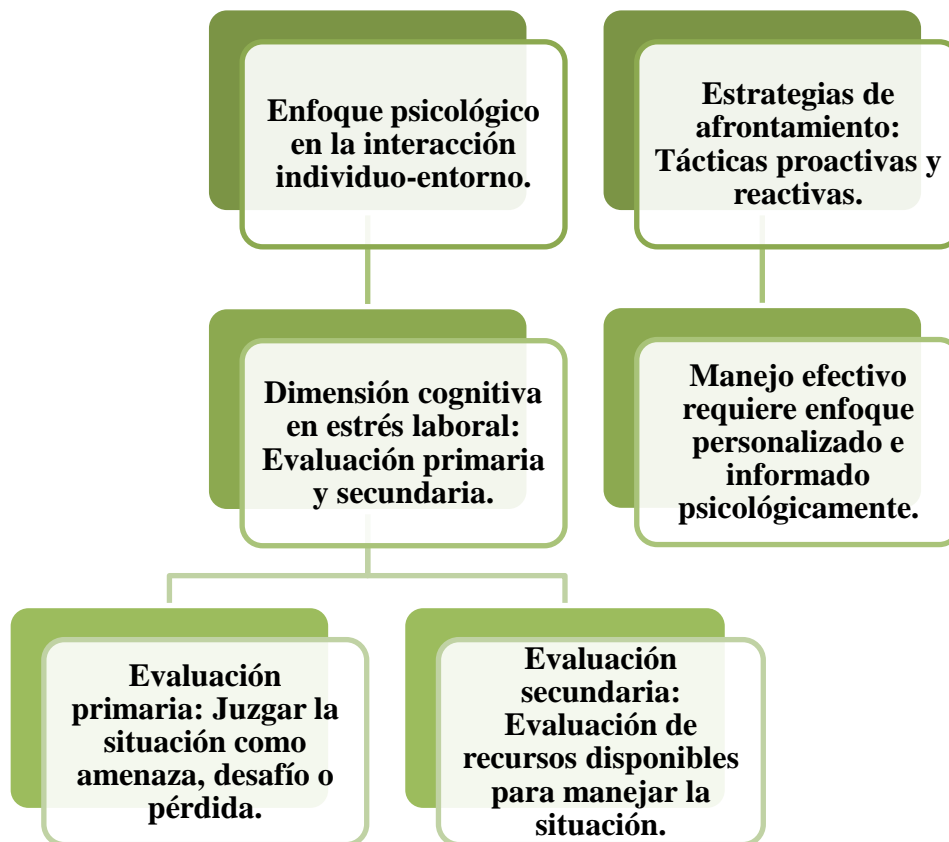 Enfoque psicológico
en la interacción
individuo-entorno.
Estrategias de
afrontamiento:
Tácticas proactivas y
reactivas.
Dimensión cognitiva
en estrés laboral:
Evaluación primaria
y secundaria.
Manejo efectivo
requiere enfoque
personalizado e
informado
psicológicamente.
Evaluación
primaria: Juzgar la
situación como
amenaza, desafío o
pérdida.
Evaluación
secundaria:
Evaluación de
recursos disponibles
para manejar la
situación.